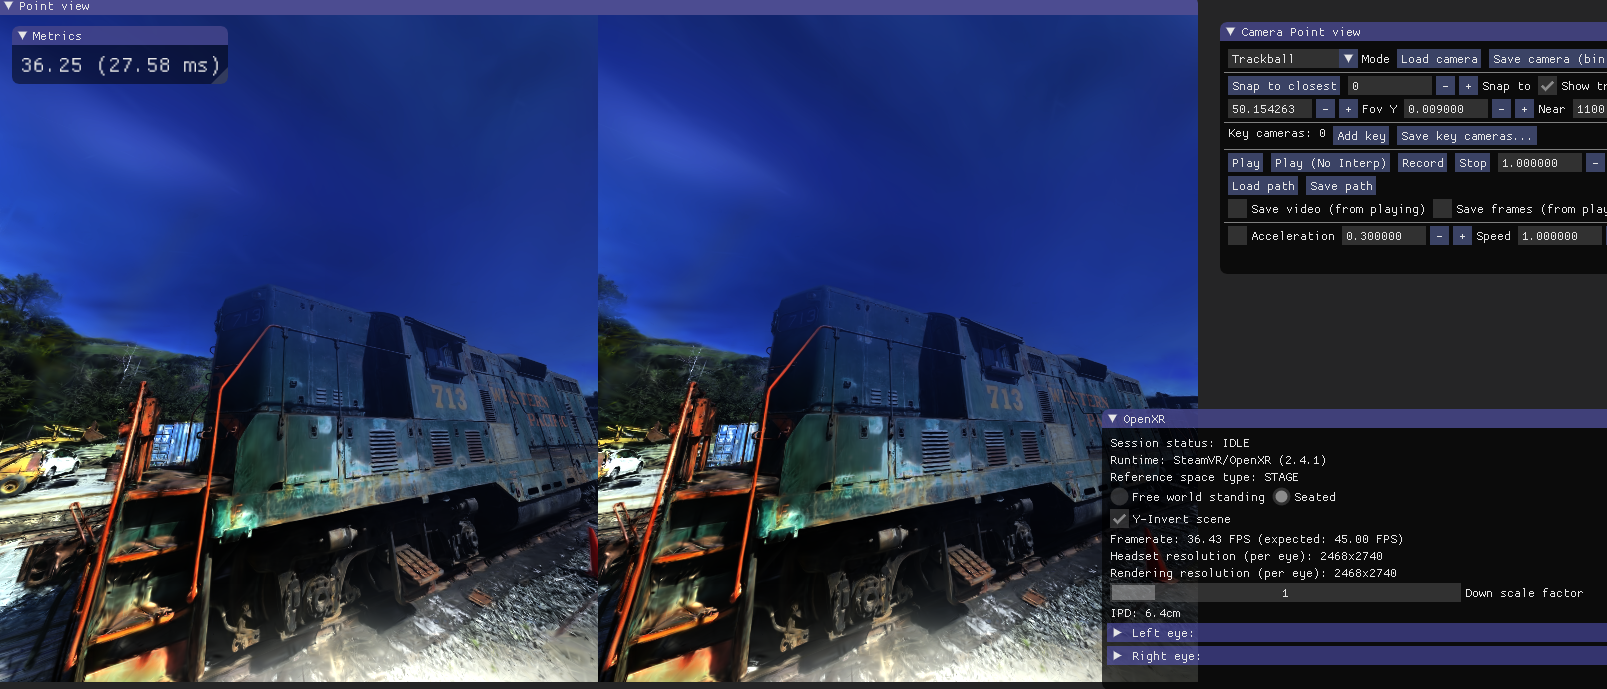 Point view
Metrics
36.25 (27.58 ms)
713
713
WESTERN
PACIFIC
713
Camera Point view
Trackball Mode Load camera Save camera (bin
Snap to closest 0 - + Snap to Show tr
50.154263 - + Fov Y 0.009000 - + Near 1100
Key cameras: 0 Add key Save key cameras...
Play Play (No Interp) Record Stop 1.000000 -
Load path Save path
Save video (from playing) Save frames (from play
Acceleration 0.300000 - + Speed 1.000000
OpenXR
Session status: IDLE
Runtime: SteamVR/OpenXR (2.4.1)
Reference space type: STAGE
Free world standing Seated
Y-Invert scene
Framerate: 36.43 FPS (expected: 45.00 FPS)
Headset resolution (per eye): 2468x2740
Rendering resolution (per eye): 2468x2740
1 Down scale factor
IPD: 6.4cm
Left eye:
Right eye: